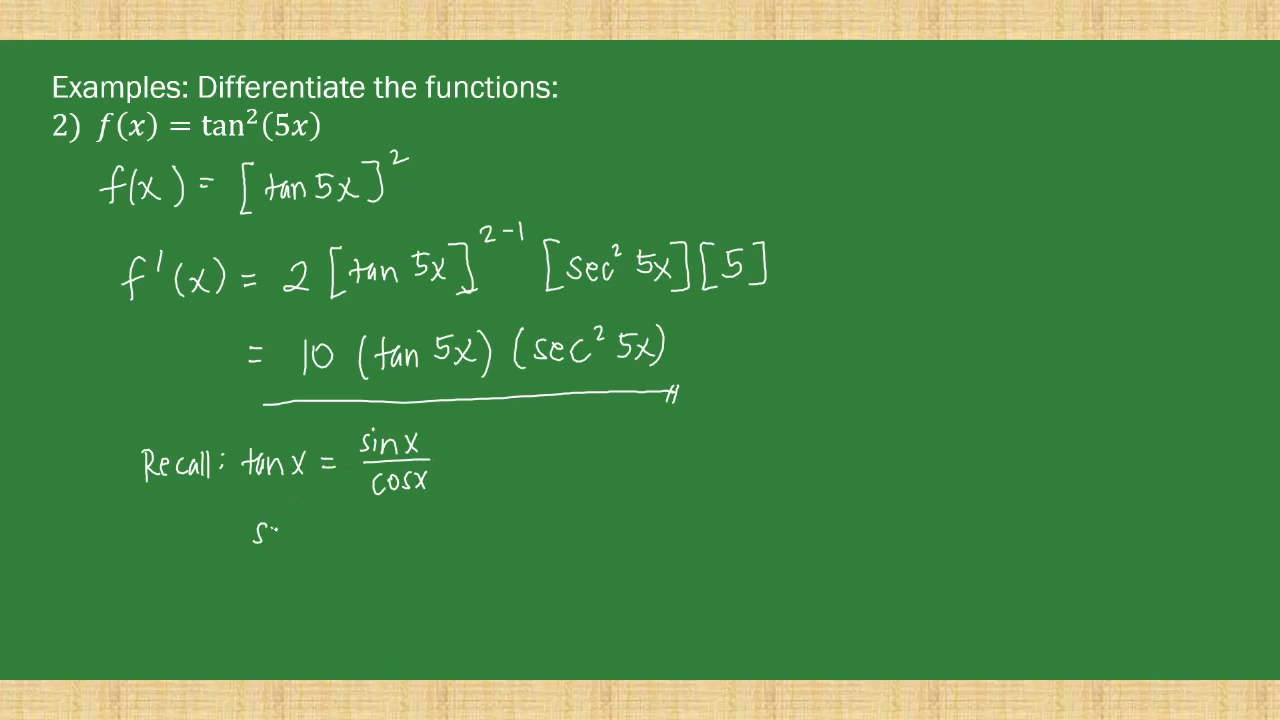 Examples: Differentiate the functions:
2) f(x) = tan²(5x)
f(x) = [tan 5x]²
f'(x) = 2 [tan 5x]²⁻¹ [sec² 5x][5]
= 10 (tan 5x) (sec² 5x)
Recall: tan x = sin x / cos x
s